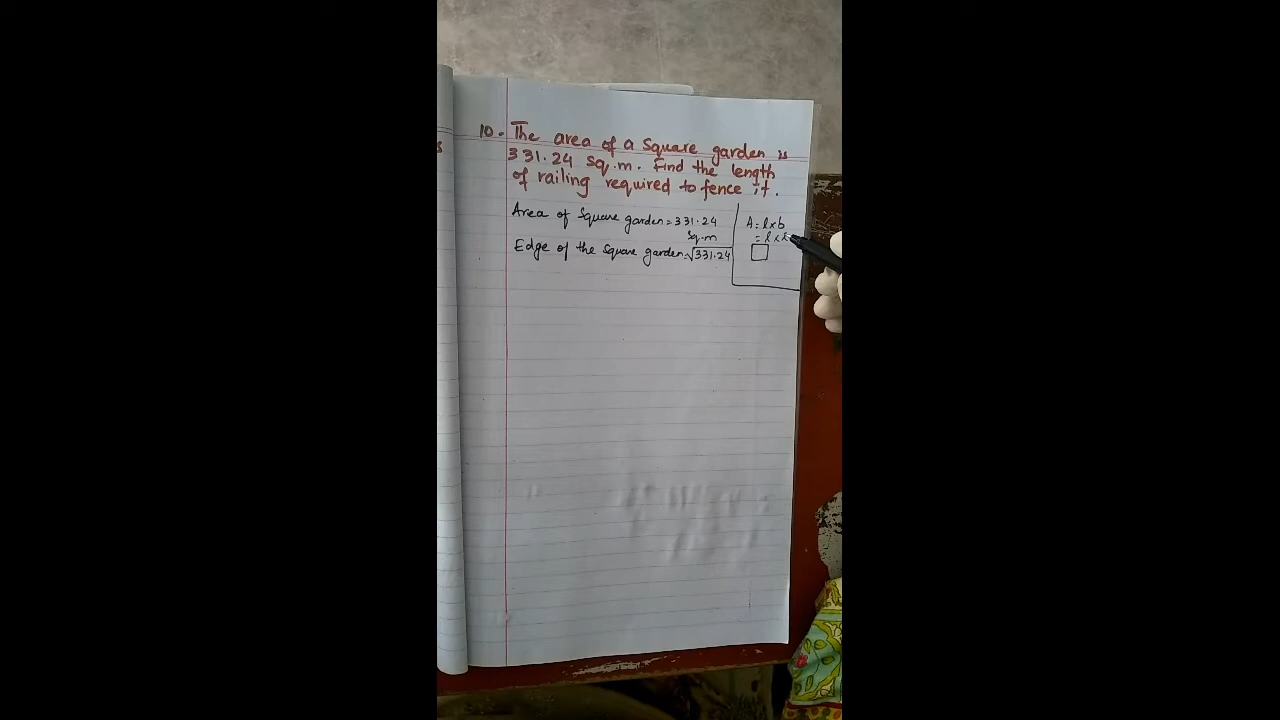 10. The area of a square garden is
331.24 sq.m. Find the length
of railing required to fence it.
Area of square garden = 331.24
sq.m
Edge of the square garden = √331.24
A = l x b
= l x l